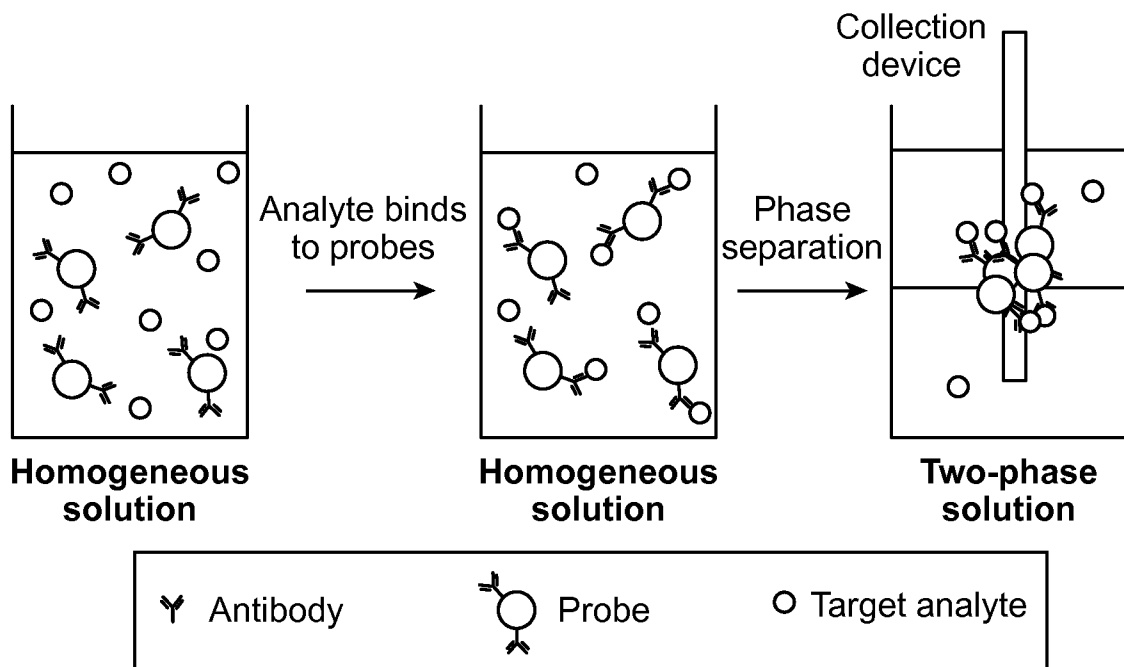 Collection
device
Analyte binds
to probes
Phase
separation
Homogeneous
solution
Homogeneous
solution
Two-phase
solution
Antibody
Probe
Target analyte